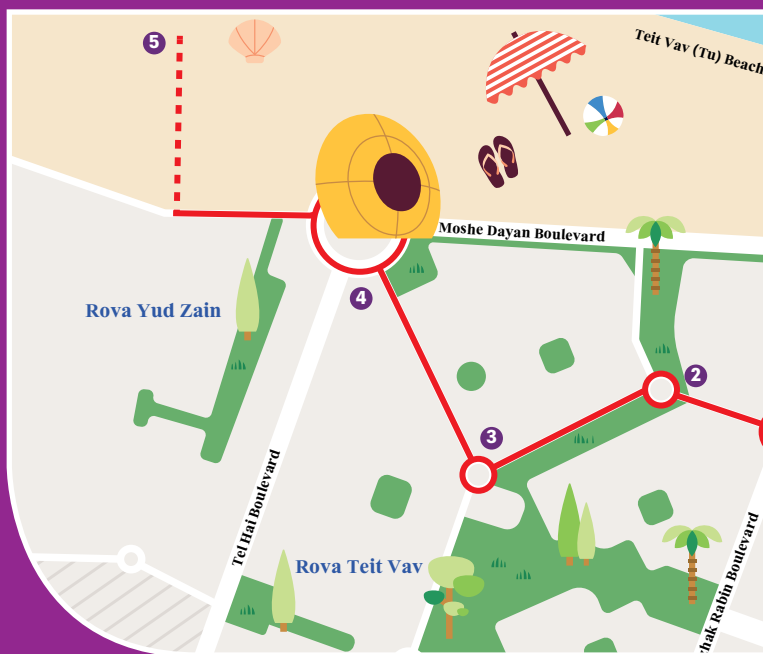 5
Teit Vav (Tu) Beach
Moshe Dayan Boulevard
Rova Yud Zain
4
2
3
Tel Hai Boulevard
Rova Teit Vav
Rabin Boulevard